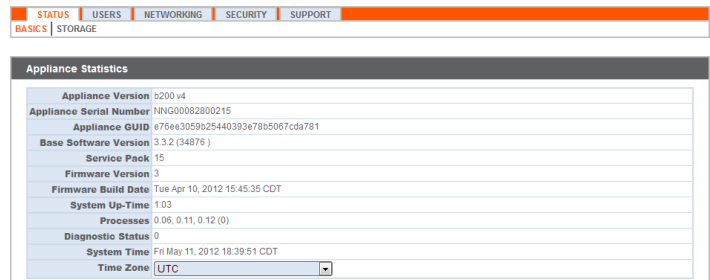 STATUS USERS NETWORKING SECURITY SUPPORT
BASICS STORAGE
Appliance Statistics
Appliance Version b200 v4
Appliance Serial Number NNG00082800215
Appliance GUID e76ee3059b25440393e78b5067cda781
Base Software Version 3.3.2 (34876 )
Service Pack 15
Firmware Version 3
Firmware Build Date Tue Apr 10, 2012 15:45:35 CDT
System Up-Time 1:03
Processes 0.06, 0.11, 0.12 (0)
Diagnostic Status 0
System Time Fri May 11, 2012 18:39:51 CDT
Time Zone UTC